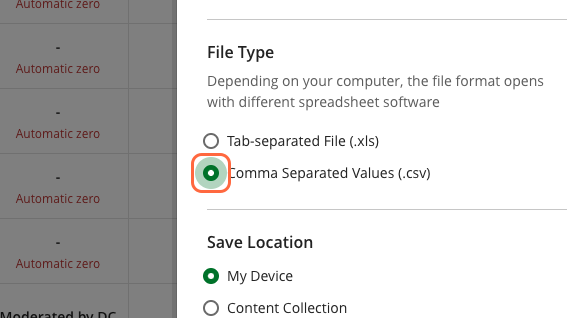 Automatic zero
-
Automatic zero
-
Automatic zero
-
Automatic zero
-
Automatic zero
Moderated by DC
File Type
Depending on your computer, the file format opens
with different spreadsheet software
Tab-separated File (.xls)
Comma Separated Values (.csv)
Save Location
My Device
Content Collection